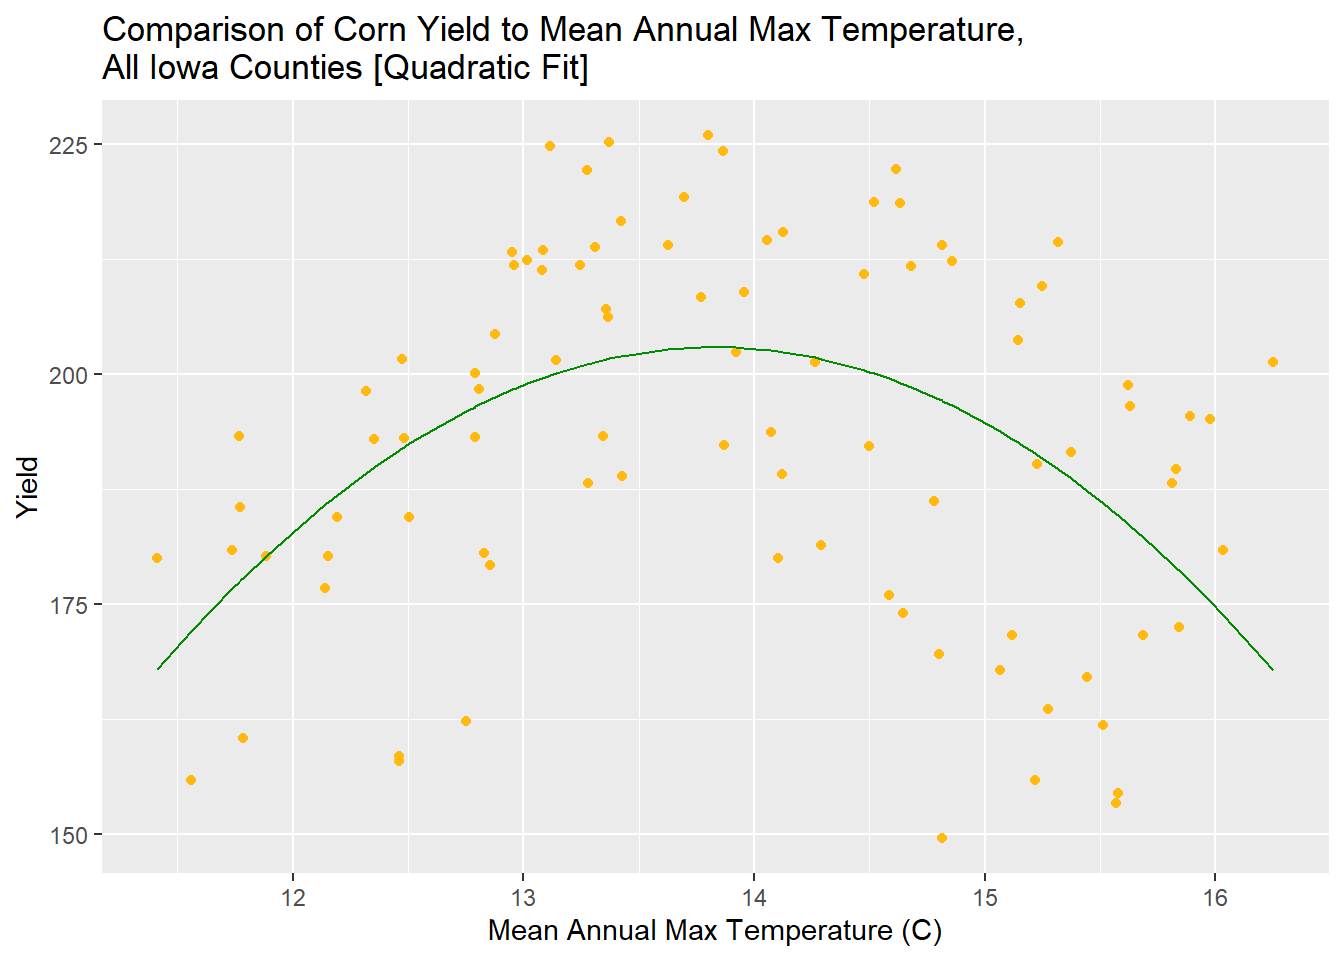 Comparison of Corn Yield to Mean Annual Max Temperature,
All Iowa Counties [Quadratic Fit]
225
200
175
150
Yield
12 13 14 15 16
Mean Annual Max Temperature (C)